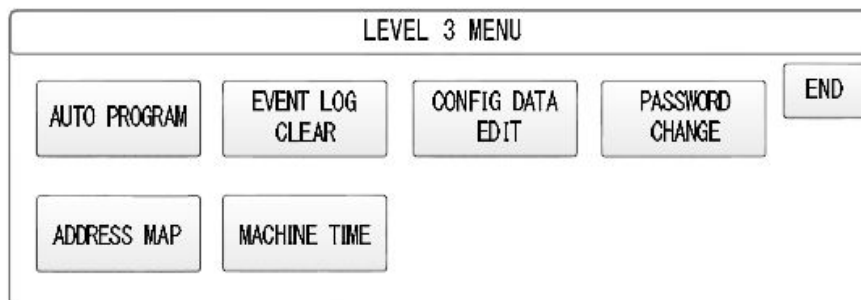 LEVEL 3 MENU
AUTO PROGRAM
EVENT LOG
CLEAR
CONFIG DATA
EDIT
PASSWORD
CHANGE
END
ADDRESS MAP
MACHINE TIME